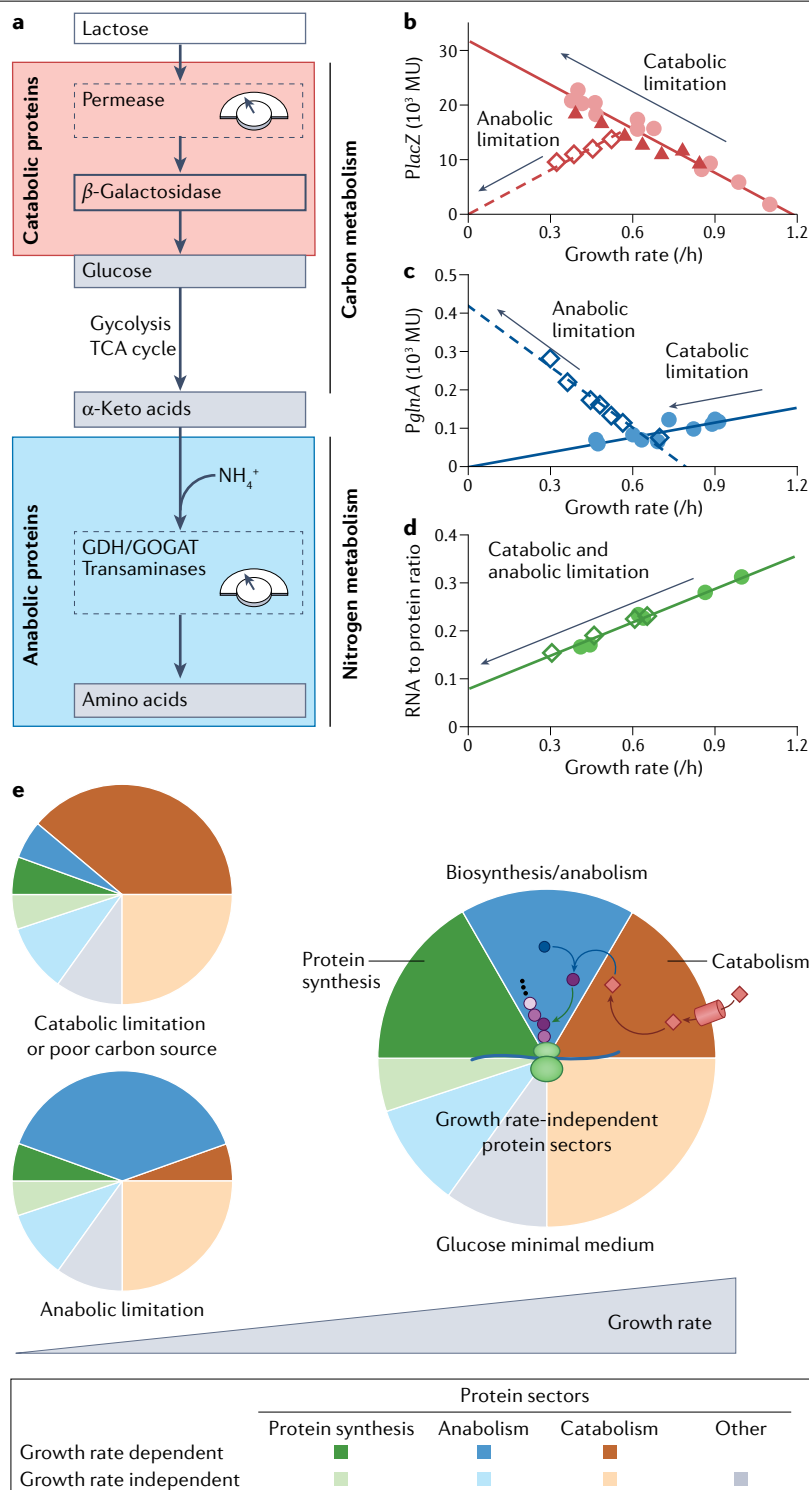 a
Lactose
Catabolic proteins
Permease
β-Galactosidase
Glucose
Carbon metabolism
Gycolysis
TCA cycle
α-Keto acids
Anabolic proteins
NH₄⁺
GDH/GOGAT
Transaminases
Nitrogen metabolism
Amino acids
b
PlacZ (10³ MU)
30
20
10
0
Catabolic
limitation
Anabolic
limitation
0
0.3
0.6
0.9
1.2
Growth rate (/h)
c
PglnA (10³ MU)
0.5
0.4
0.3
0.2
0.1
0
Anabolic
limitation
Catabolic
limitation
0
0.3
0.6
0.9
1.2
Growth rate (/h)
d
RNA to protein ratio
0.4
0.3
0.2
0.1
0
Catabolic and
anabolic limitation
0
0.3
0.6
0.9
1.2
Growth rate (/h)
e
Catabolic limitation
or poor carbon source
Anabolic limitation
Biosynthesis/anabolism
Protein
synthesis
Catabolism
Growth rate-independent
protein sectors
Glucose minimal medium
Growth rate
Protein sectors
Protein synthesis Anabolism Catabolism Other
Growth rate dependent
Growth rate independent